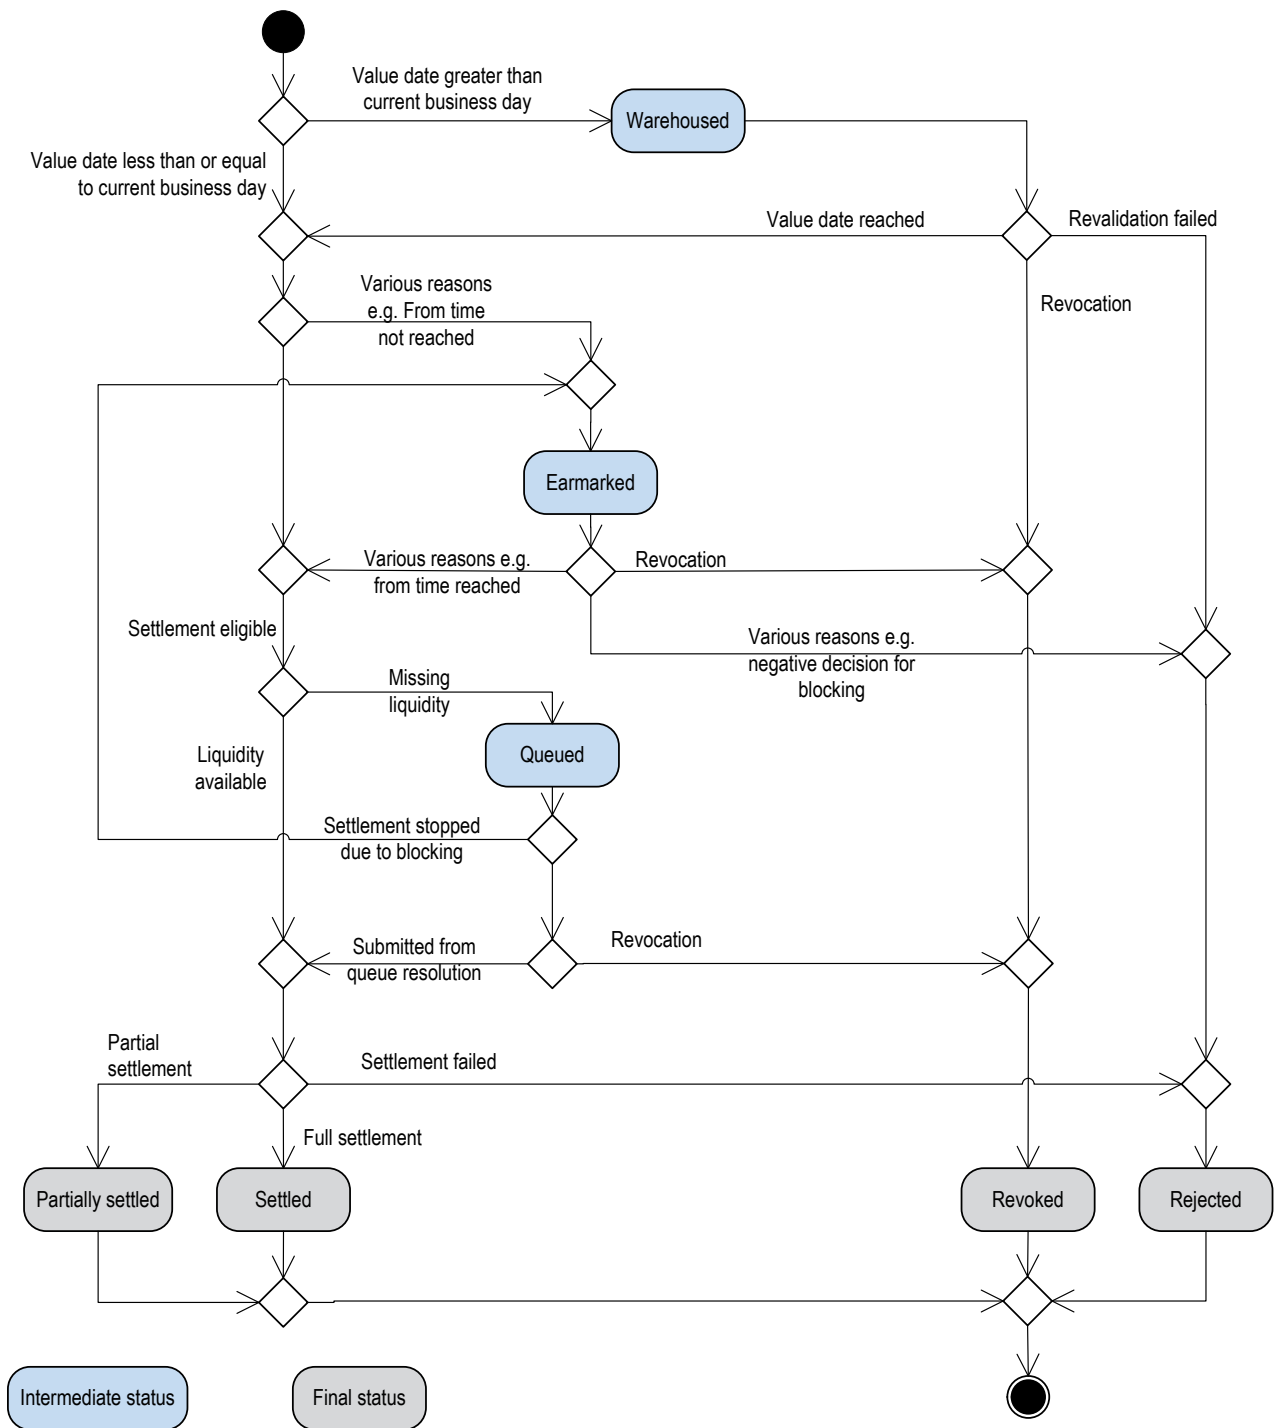 Value date greater than
current business day
Warehoused
Value date less than or equal
to current business day
Value date reached
Revalidation failed
Various reasons
e.g. From time
not reached
Revocation
Earmarked
Various reasons e.g.
from time reached
Revocation
Settlement eligible
Various reasons e.g.
negative decision for
blocking
Missing
liquidity
Queued
Liquidity
available
Settlement stopped
due to blocking
Submitted from
queue resolution
Revocation
Partial
settlement
Settlement failed
Full settlement
Partially settled
Settled
Revoked
Rejected
Intermediate status
Final status